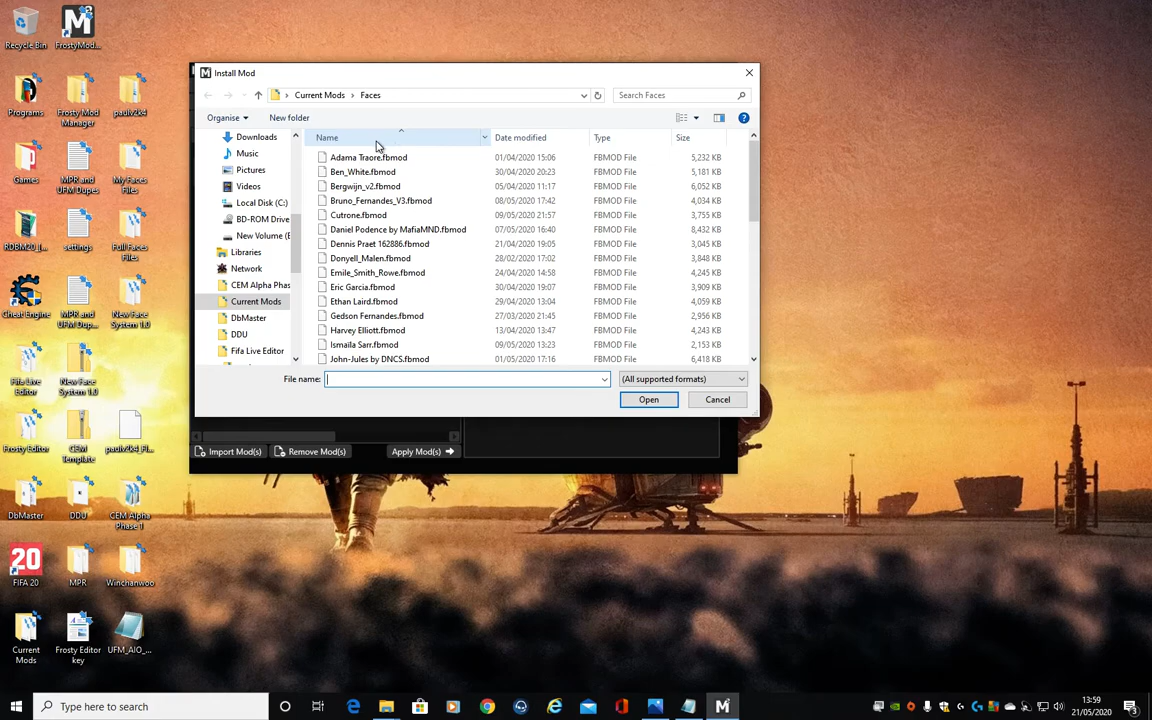 Recycle Bin
FrostyMod...
Programs
Frosty Mod
Manager
paulv2k4
Games
MPR and
UFM Dupes
My Faces
Files
RDBM20_J...
settings
Full Faces
Files
Cheat Engine
MPR and
UFM Dup...
New Face
System 1.0
Fifa Live
Editor
New Face
System 1.0
Frosty Editor
CEM
Template
paulv2k4_FI...
DbMaster
DDU
CEM Alpha
Phase 1
FIFA 20
MPR
Winchanwoo
Current
Mods
Frosty Editor
key
UFM_AIO_...
Install Mod
Current Mods > Faces
Search Faces
Organise
New folder
Downloads
Music
Pictures
Videos
Local Disk (C:)
BD-ROM Drive
New Volume (E
Libraries
Network
CEM Alpha Phas
Current Mods
DbMaster
DDU
Fifa Live Editor
Name Date modified Type Size
Adama Traore.fbmod 01/04/2020 15:06 FBMOD File 5,232 KB
Ben_White.fbmod 30/04/2020 20:23 FBMOD File 5,181 KB
Bergwijn_v2.fbmod 05/04/2020 11:17 FBMOD File 6,052 KB
Bruno_Fernandes_V3.fbmod 08/05/2020 17:42 FBMOD File 4,034 KB
Cutrone.fbmod 09/05/2020 21:57 FBMOD File 3,755 KB
Daniel Podence by MafiaMND.fbmod 07/05/2020 16:40 FBMOD File 8,432 KB
Dennis Praet 162886.fbmod 21/04/2020 19:05 FBMOD File 3,045 KB
Donyell_Malen.fbmod 28/02/2020 17:02 FBMOD File 3,848 KB
Emile_Smith_Rowe.fbmod 24/04/2020 14:58 FBMOD File 4,245 KB
Eric Garcia.fbmod 30/04/2020 19:07 FBMOD File 3,909 KB
Ethan Laird.fbmod 29/04/2020 13:04 FBMOD File 4,059 KB
Gedson Fernandes.fbmod 27/03/2020 21:45 FBMOD File 2,956 KB
Harvey Elliott.fbmod 13/04/2020 13:47 FBMOD File 4,243 KB
Ismaïla Sarr.fbmod 09/05/2020 13:23 FBMOD File 2,153 KB
John-Jules by DNCS.fbmod 01/05/2020 17:16 FBMOD File 6,418 KB
File name:
(All supported formats)
Open
Cancel
Import Mod(s)
Remove Mod(s)
Apply Mod(s)
Type here to search
13:59
21/05/2020
3